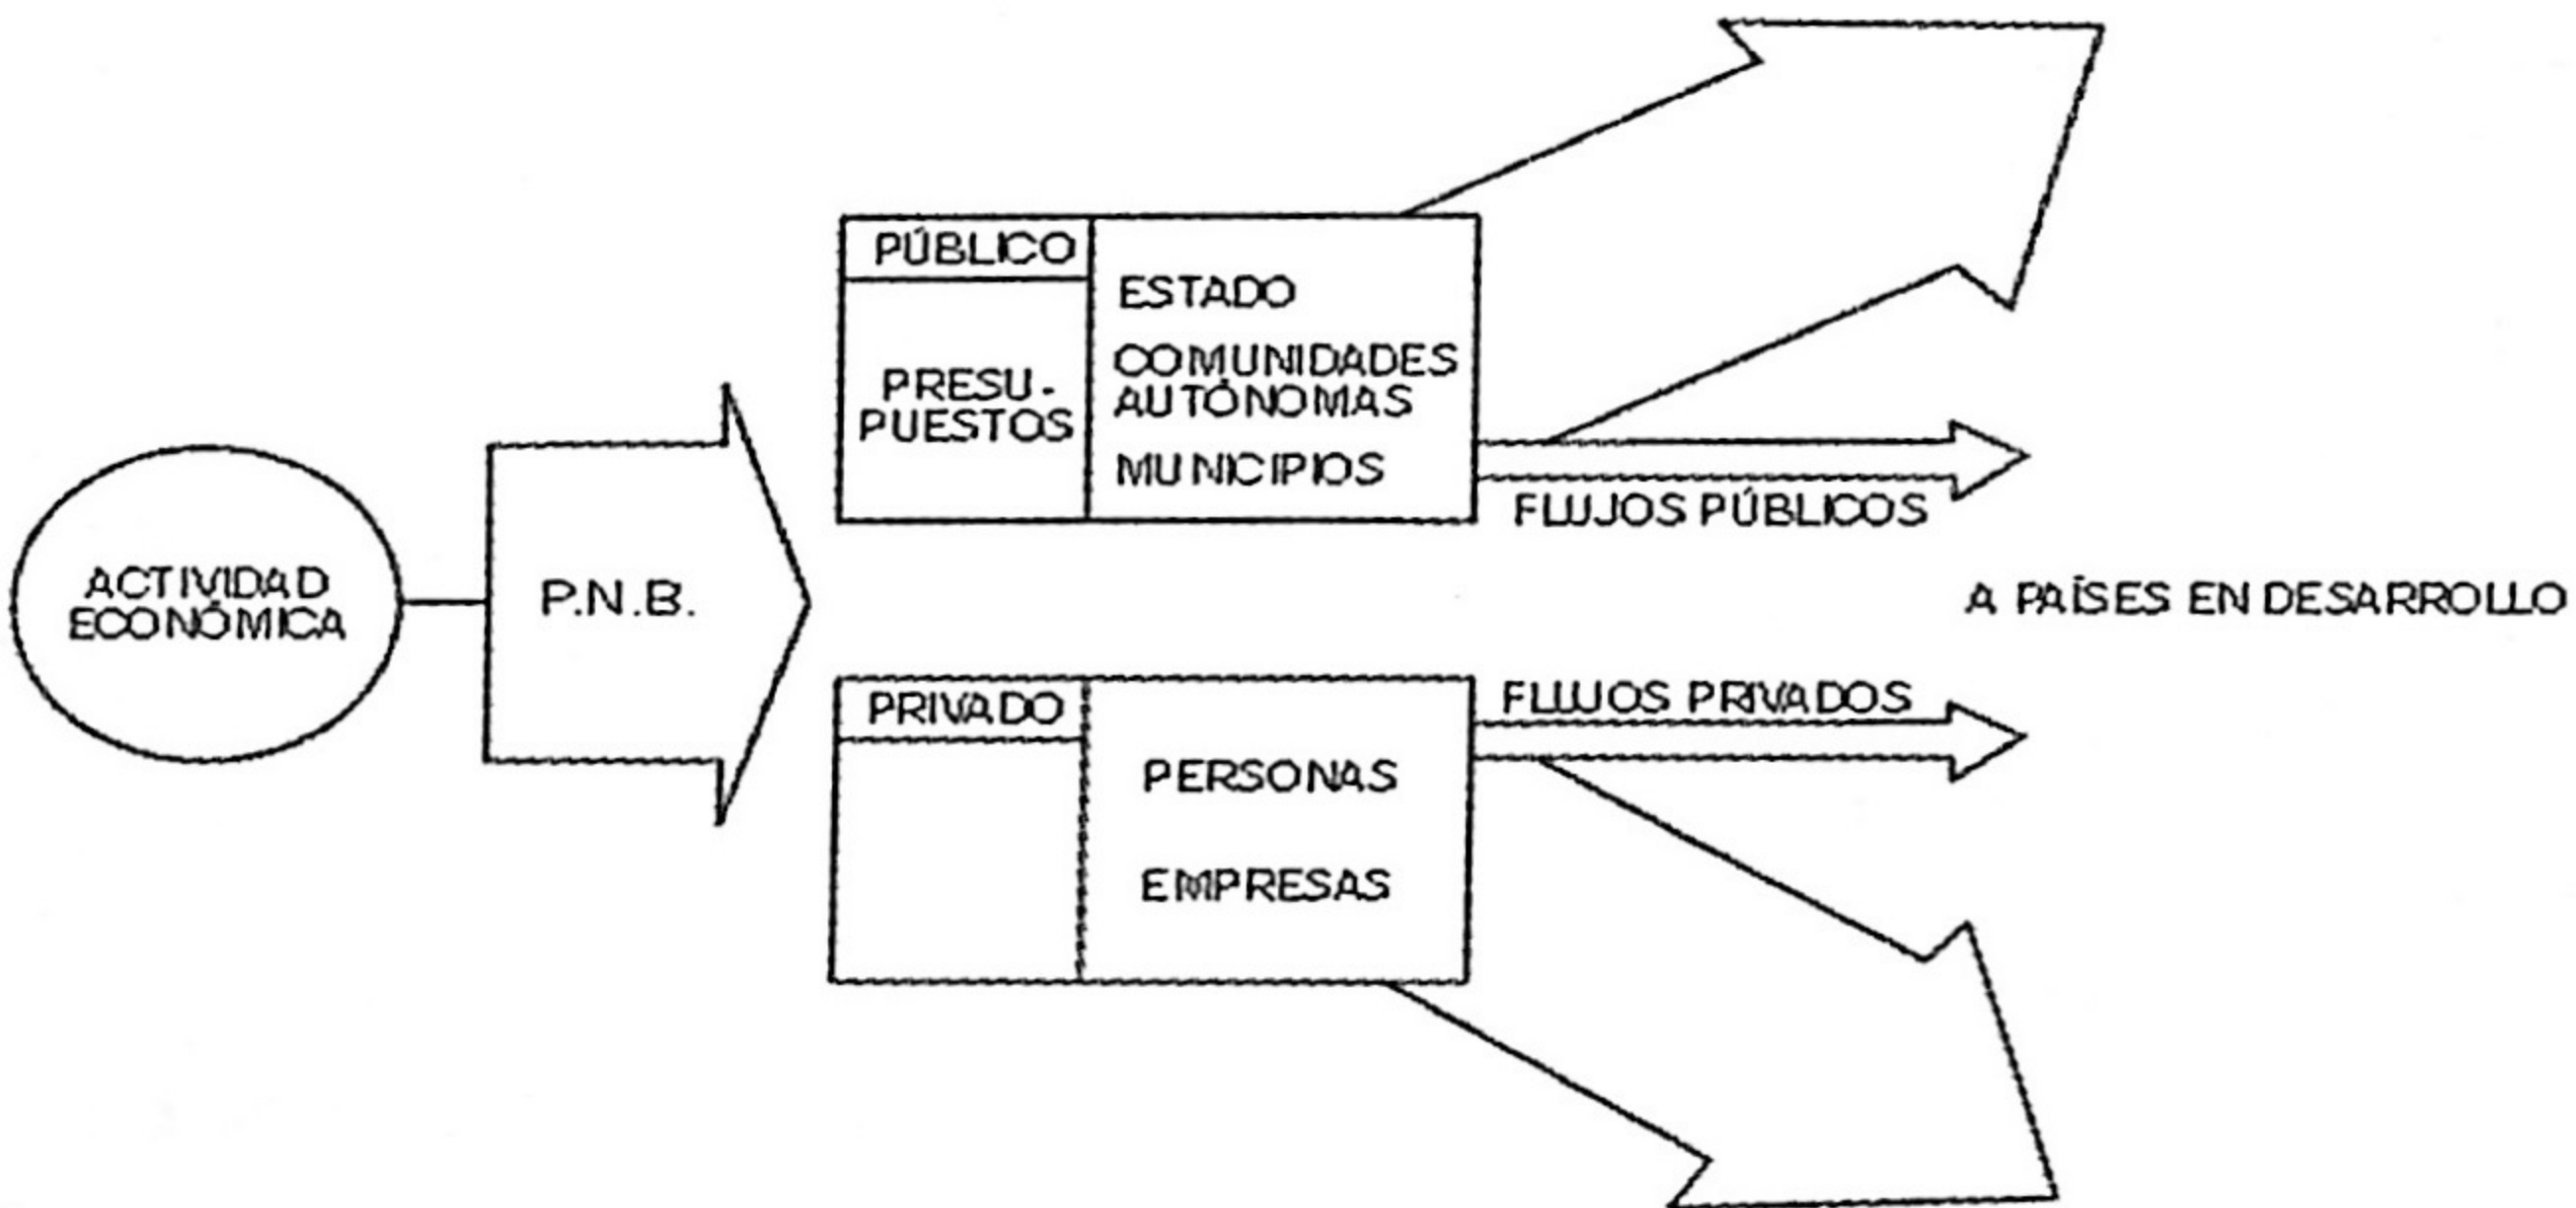 PÚBLICO
PRESU-
PUESTOS
ESTADO
COMUNIDADES
AUTÓNOMAS
MUNICIPIOS
FLUJOS PÚBLICOS
ACTIVIDAD
ECONÓMICA
P.N.B.
A PAÍSES EN DESARROLLO
PRIVADO
PERSONAS
EMPRESAS
FLUJOS PRIVADOS